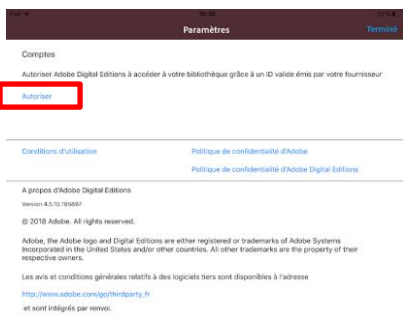 iPad
Paramètres
Terminé
Comptes
Autoriser Adobe Digital Editions à accéder à votre bibliothèque grâce à un ID valide émis par votre fournisseur
Autoriser
Conditions d'utilisation
Politique de confidentialité d'Adobe
Politique de confidentialité d'Adobe Digital Editions
A propos d'Adobe Digital Editions
© 2018 Adobe. All rights reserved.
Adobe, the Adobe logo and Digital Editions are either registered or trademarks of Adobe Systems
Incorporated in the United States and/or other countries. All other trademarks are the property of their
respective owners.
Les avis et conditions générales relatifs à des logiciels tiers sont disponibles à l'adresse
http://www.adobe.com/go/thirdparty_fr
et sont intégrés par renvoi.